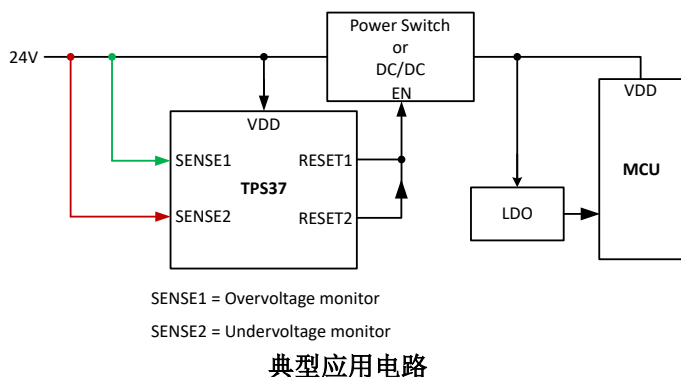 Power Switch
or
DC/DC
EN
24V
VDD
VDD
SENSE1
RESET1
TPS37
MCU
SENSE2
RESET2
LDO
SENSE1 = Overvoltage monitor
SENSE2 = Undervoltage monitor
典型应用电路